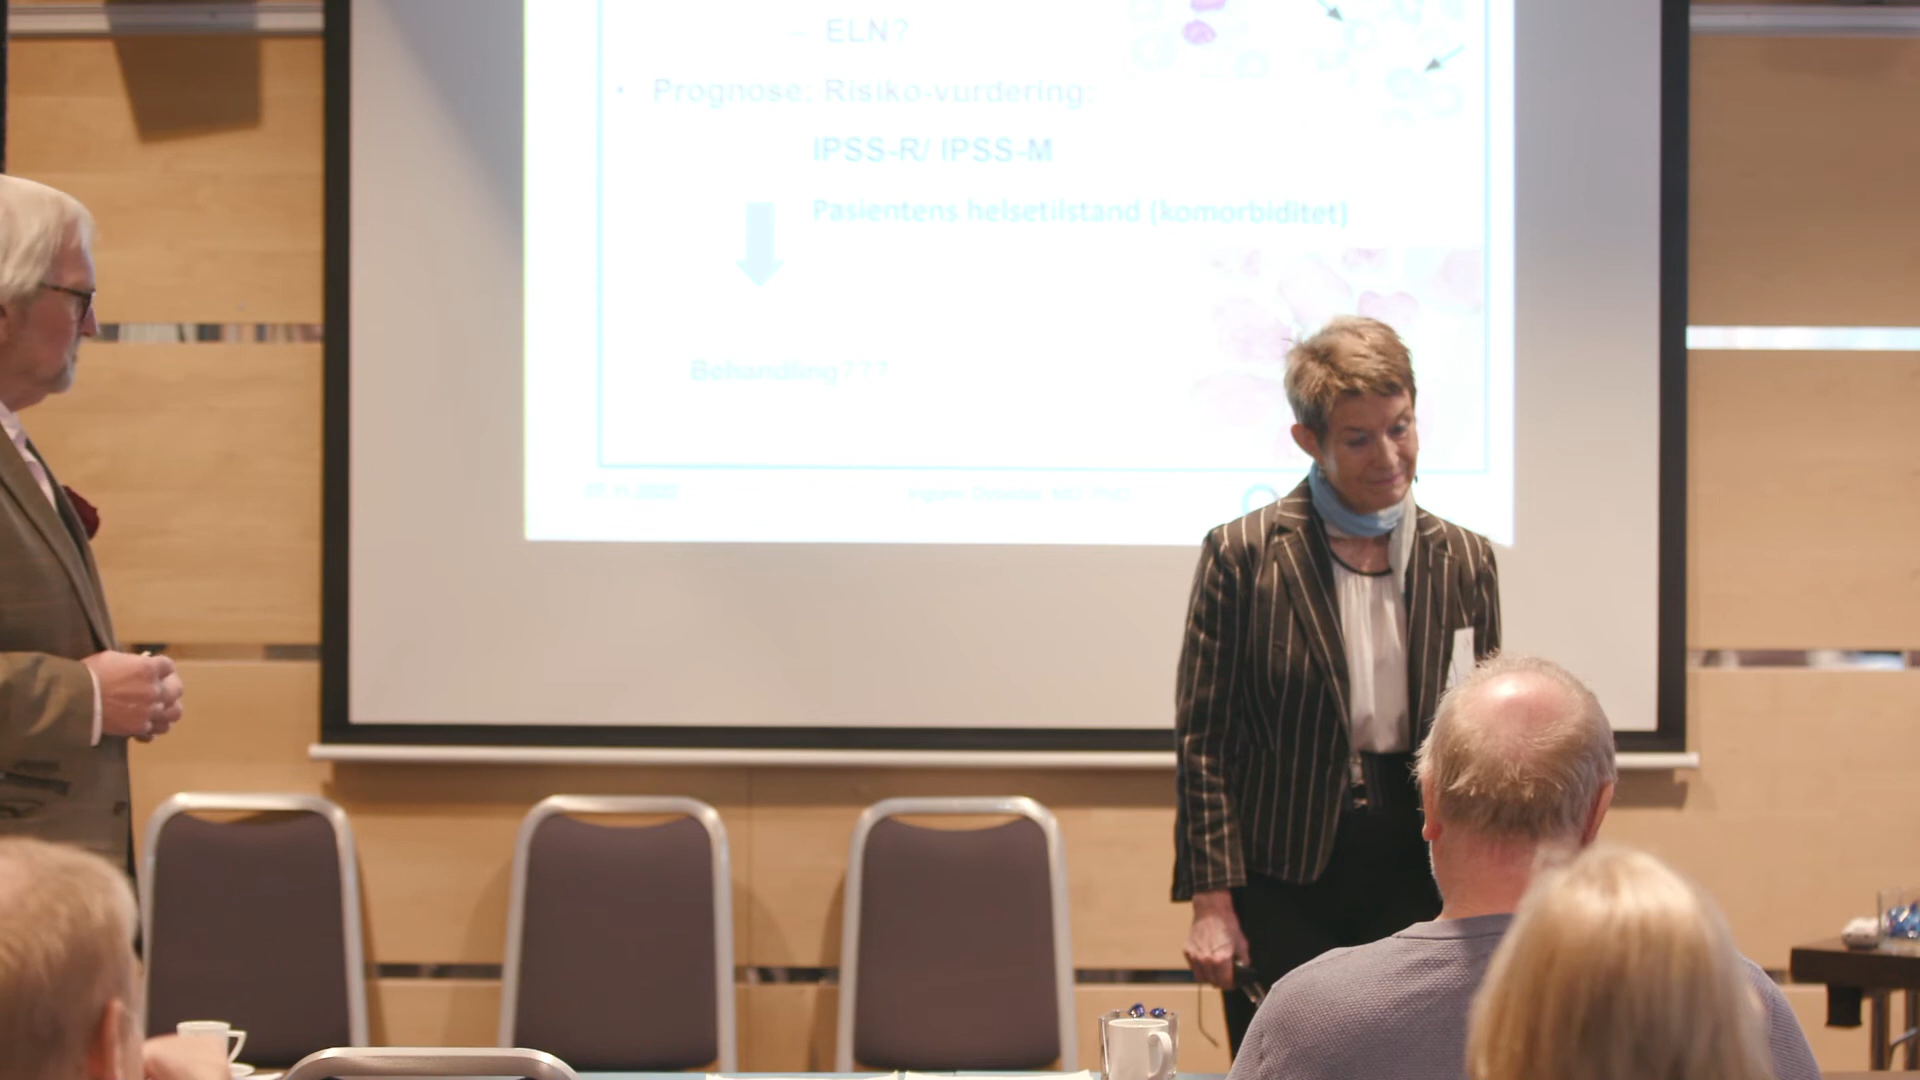 – ELN?
• Prognose: Risiko-vurdering:
IPSS-R/ IPSS-M
Pasientens helsetilstand (komorbiditet)
Behandling???